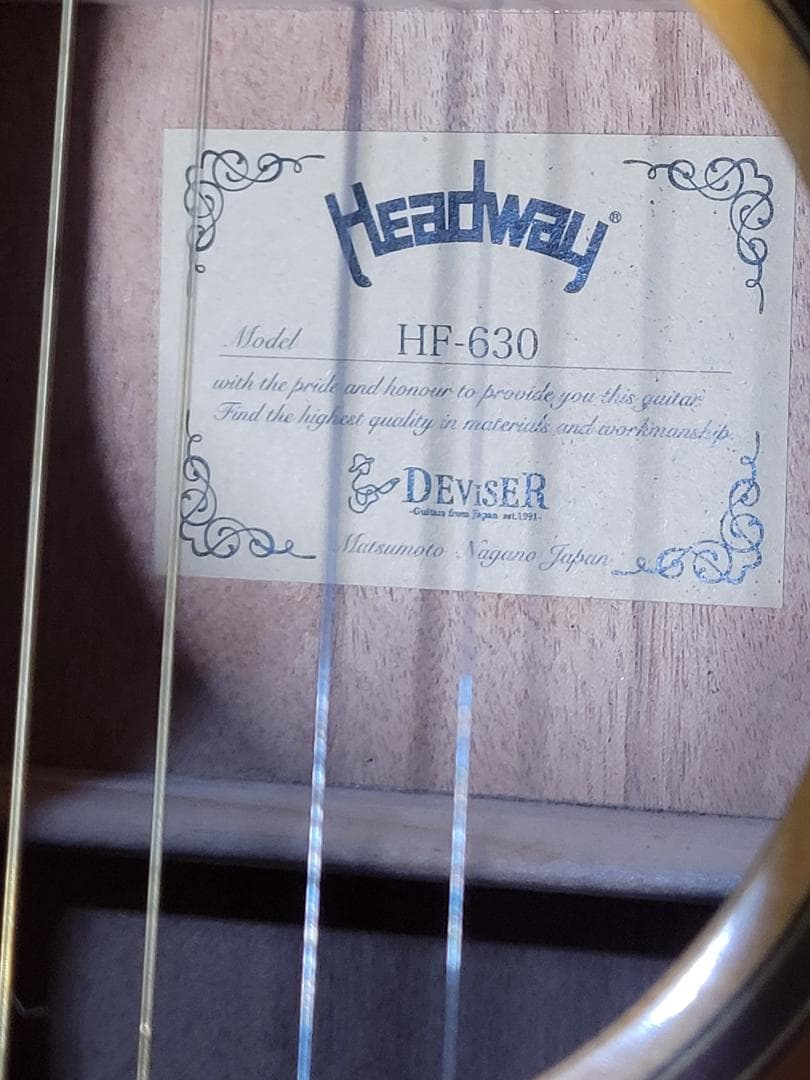 Headway®
Model HF-630
with the pride and honour to provide you this guitar.
Find the highest quality in materials and workmanship.
DEViSER
-Guitars from Japan est.1991-
Matsumoto Nagano Japan